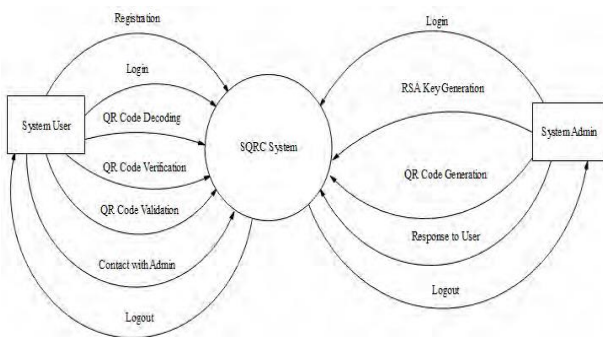 Registration
Login
System User
QR Code Decoding
QR Code Verification
QR Code Validation
Contact with Admin
Logout
SQRC System
Login
RSA Key Generation
System Admin
QR Code Generation
Response to User
Logout